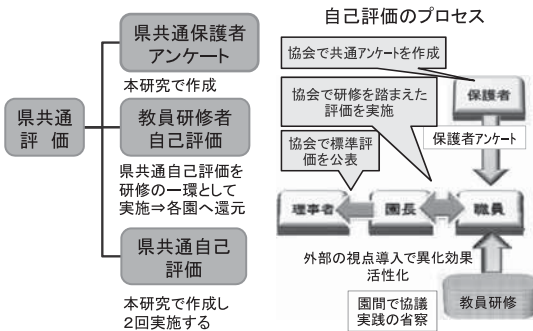 県共通
評　価
県共通保護者
アンケート
本研究で作成
教員研修者
自己評価
県共通自己評価を
研修の一環として
実施⇒各園へ還元
県共通自己
評価
本研究で作成し
2回実施する
自己評価のプロセス
協会で共通アンケートを作成
協会で研修を踏まえた
評価を実施
協会で標準評
価を公表
保護者
保護者アンケート
理事者
園長
職員
外部の視点導入で異化効果
活性化
園間で協議
実践の省察
教員研修